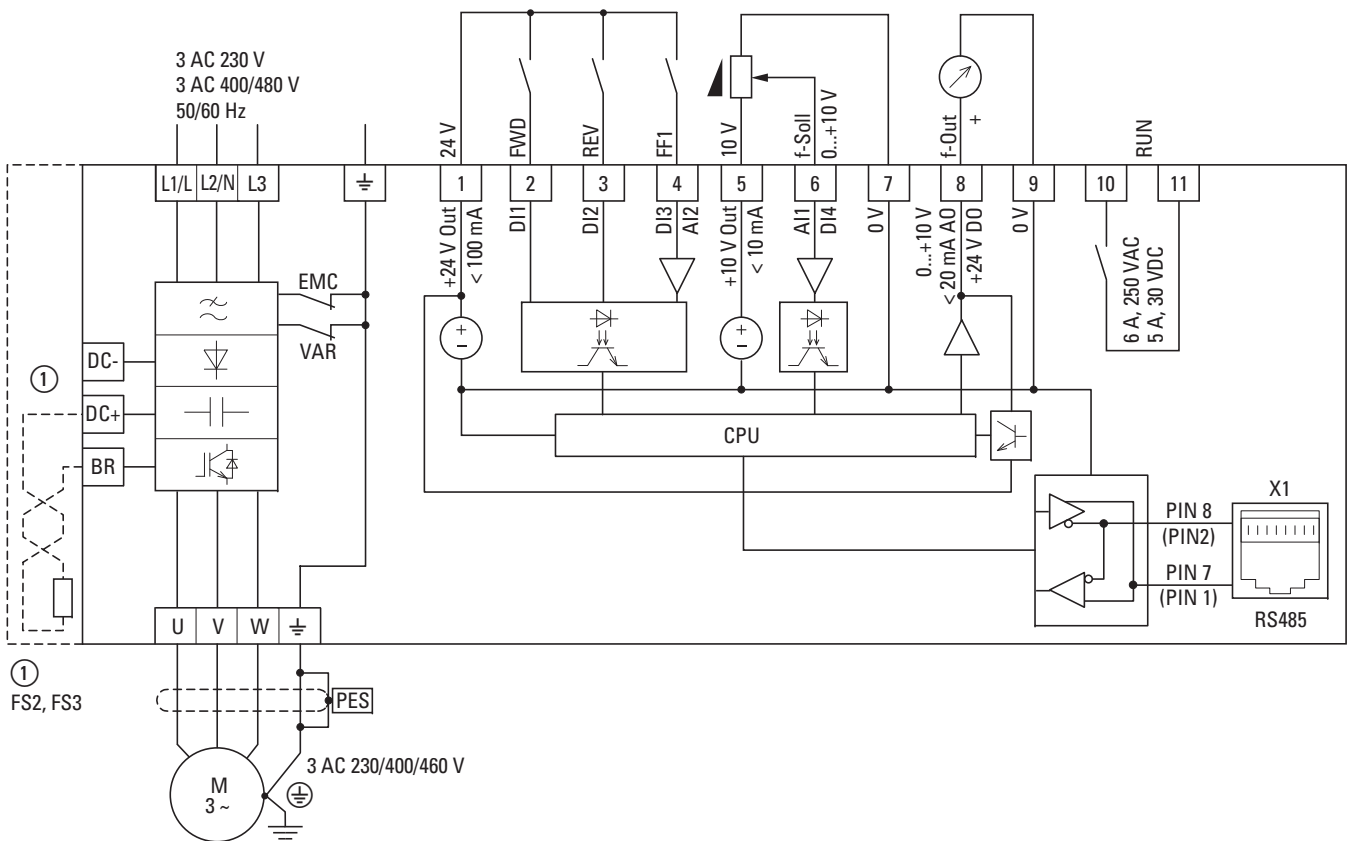 3 AC 230 V
3 AC 400/480 V
50/60 Hz
24 V
FWD
REV
FF1
10 V
f-Soll
0...+10 V
f-Out
+
RUN
L1/L L2/N L3
1 2 3 4 5 6 7 8 9 10 11
+24 V Out
< 100 mA
DI1
DI2
DI3
AI2
+10 V Out
< 10 mA
AI1
DI4
0 V
0...+10 V
< 20 mA AO
+24 V DO
0 V
6 A, 250 VAC
5 A, 30 VDC
EMC
VAR
+
-
+
-
1
DC-
DC+
BR
CPU
X1
PIN 8
(PIN2)
PIN 7
(PIN 1)
RS485
U V W
1
FS2, FS3
PES
3 AC 230/400/460 V
M
3 ~